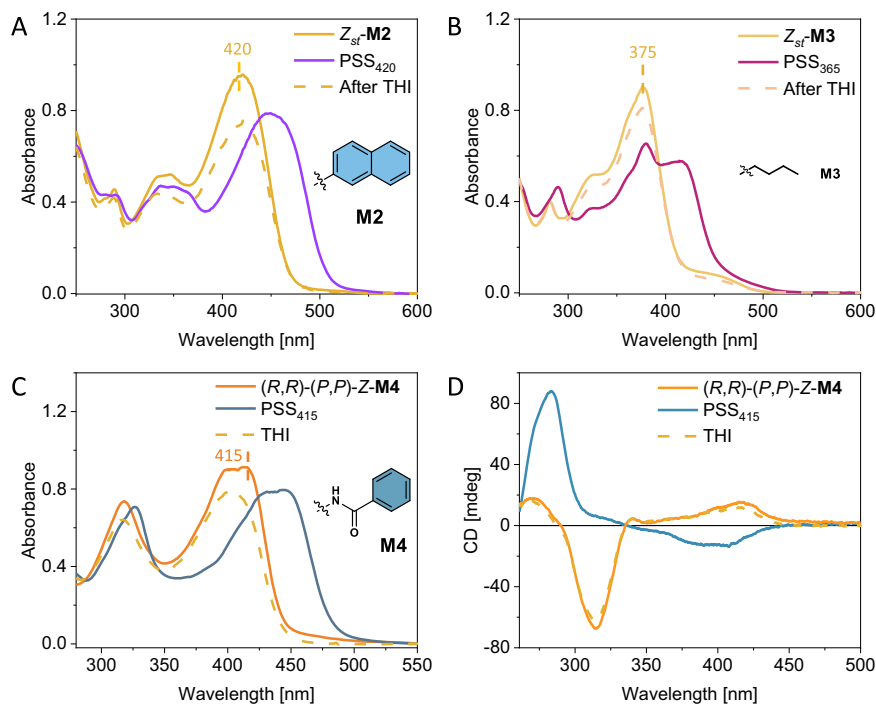 A
1.2
0.8
0.4
0.0
Absorbance
300
400
500
600
Wavelength [nm]
420
Zst-M2
PSS420
After THI
M2
B
1.2
0.8
0.4
0.0
Absorbance
300
400
500
600
Wavelength [nm]
375
Zst-M3
PSS365
After THI
M3
C
1.2
0.8
0.4
0.0
Absorbance
300
350
400
450
500
550
Wavelength [nm]
(R,R)-(P,P)-Z-M4
PSS415
THI
415
H
N
O
M4
D
80
40
0
-40
-80
CD [mdeg]
300
350
400
450
500
Wavelength [nm]
(R,R)-(P,P)-Z-M4
PSS415
THI